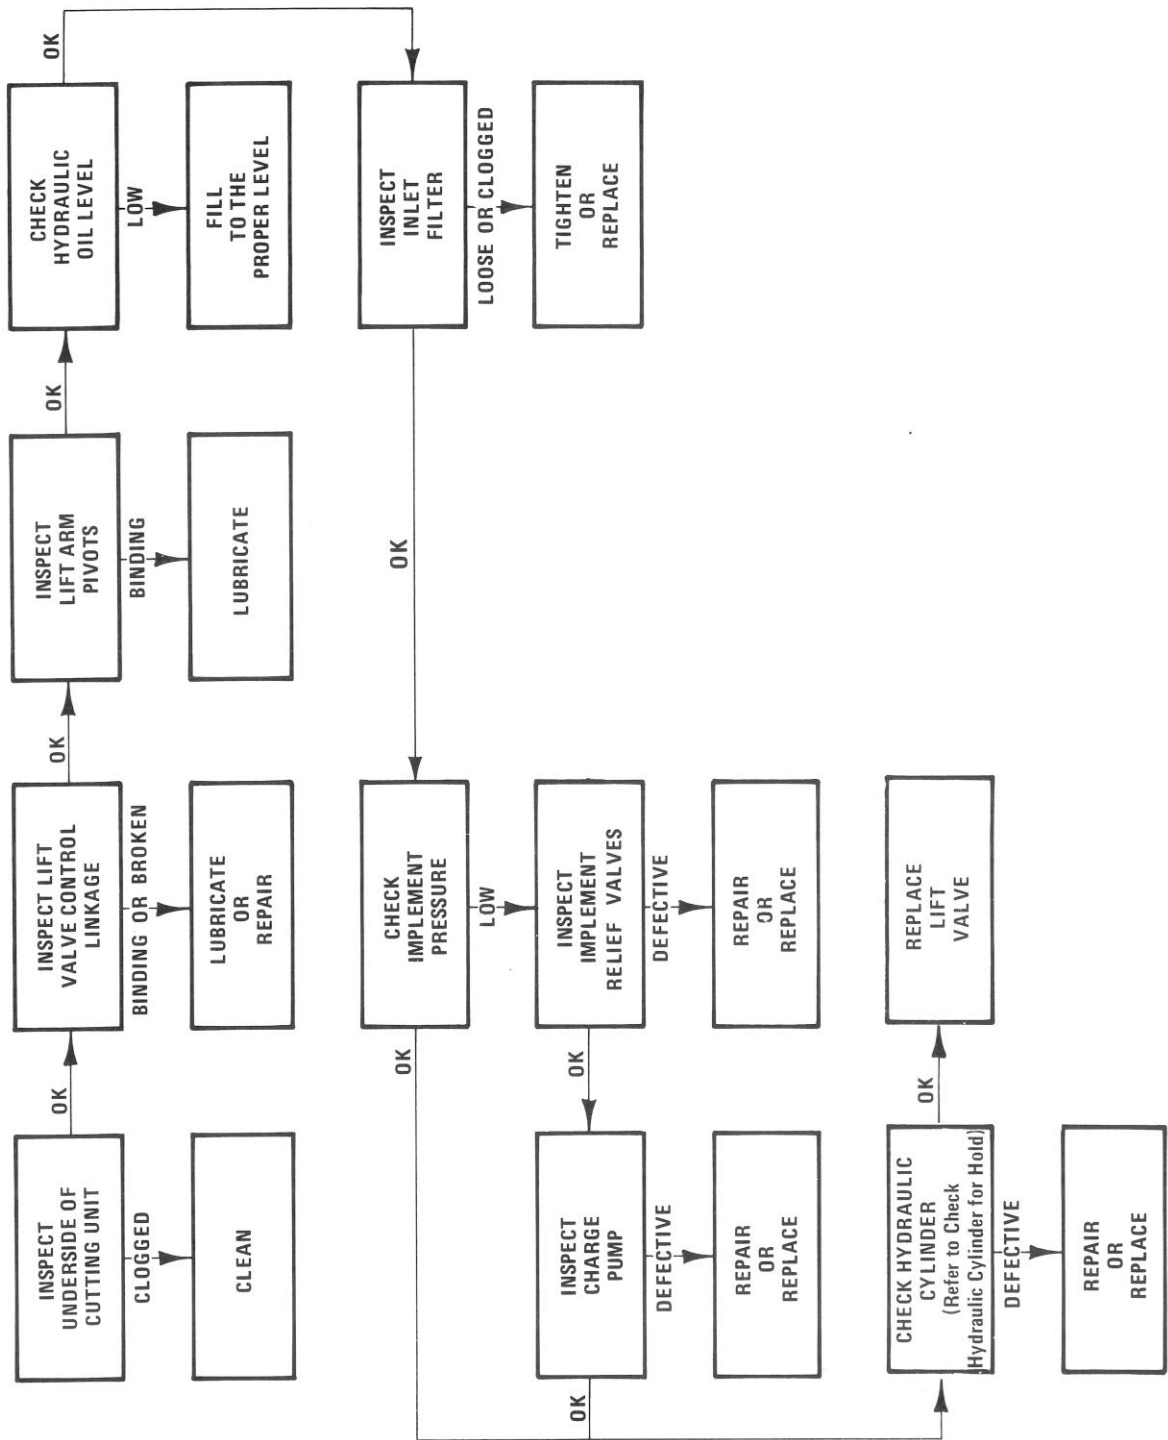 INSPECT
UNDERSIDE OF
CUTTING UNIT
CLOGGED
CLEAN
OK
INSPECT LIFT
VALVE CONTROL
LINKAGE
BINDING OR BROKEN
LUBRICATE
OR
REPAIR
OK
INSPECT
LIFT ARM
PIVOTS
BINDING
LUBRICATE
OK
CHECK
HYDRAULIC
OIL LEVEL
LOW
FILL
TO THE
PROPER LEVEL
OK
INSPECT
INLET
FILTER
LOOSE OR CLOGGED
TIGHTEN
OR
REPLACE
OK
CHECK
IMPLEMENT
PRESSURE
LOW
OK
INSPECT
IMPLEMENT
RELIEF VALVES
DEFECTIVE
REPAIR
OR
REPLACE
OK
INSPECT
CHARGE
PUMP
DEFECTIVE
REPAIR
OR
REPLACE
OK
CHECK HYDRAULIC
CYLINDER
(Refer to Check
Hydraulic Cylinder for Hold)
DEFECTIVE
REPAIR
OR
REPLACE
OK
REPLACE
LIFT
VALVE